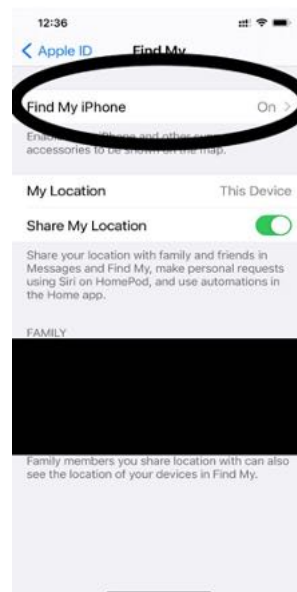 12:36
Apple ID
Find My
Find My iPhone
On
accessories to be shown on the map.
My Location
This Device
Share My Location
Share your location with family and friends in
Messages and Find My, make personal requests
using Siri on HomePod, and use automations in
the Home app.
FAMILY
Family members you share location with can also
see the location of your devices in Find My.